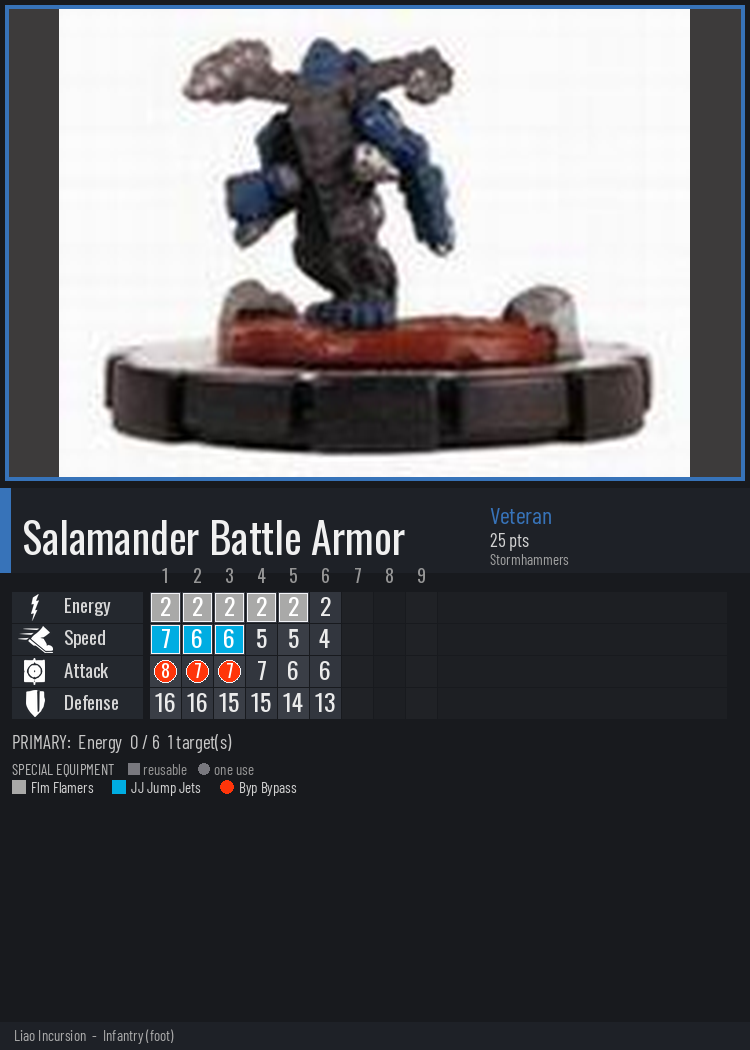 Salamander Battle Armor
Veteran
25 pts
Stormhammers
1 2 3 4 5 6 7 8 9
Energy 2 2 2 2 2 2
Speed 7 6 6 5 5 4
Attack 8 7 7 7 6 6
Defense 16 16 15 15 14 13
PRIMARY: Energy 0 / 6 1 target(s)
SPECIAL EQUIPMENT reusable one use
Flm Flamers JJ Jump Jets Byp Bypass
Liao Incursion - Infantry (foot)